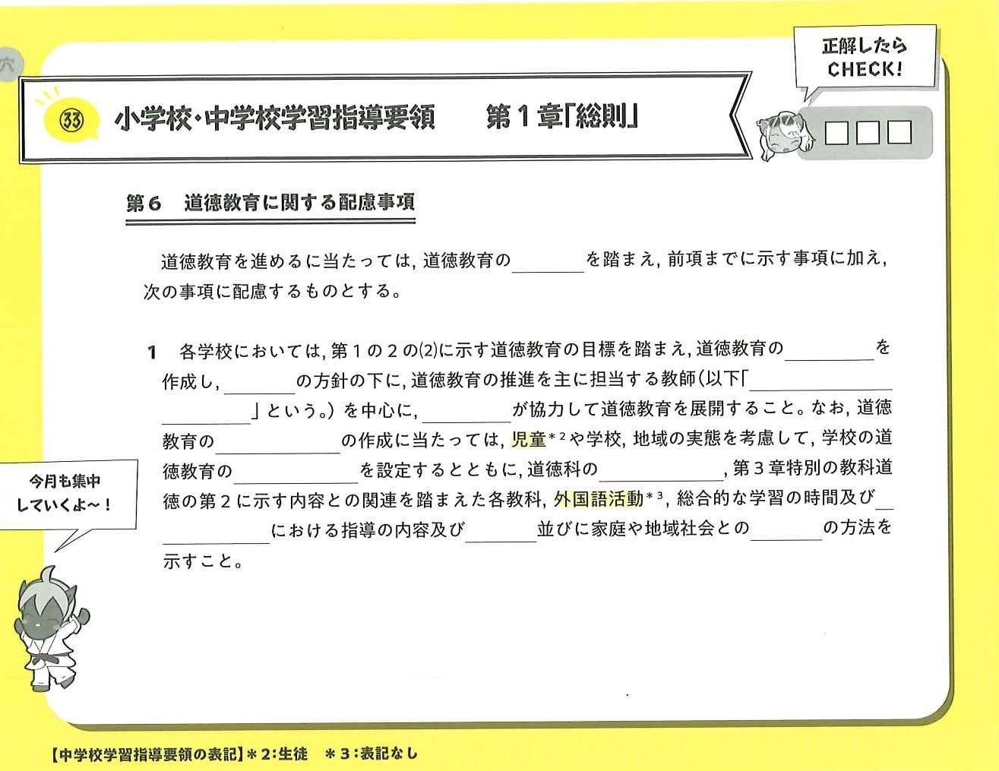 穴
正解したら
CHECK!
㉝ 小学校・中学校学習指導要領　第1章「総則」
□□□
第6　道徳教育に関する配慮事項
道徳教育を進めるに当たっては, 道徳教育の＿＿＿＿を踏まえ, 前項までに示す事項に加え,
次の事項に配慮するものとする。
1　各学校においては, 第1の2の⑵に示す道徳教育の目標を踏まえ, 道徳教育の＿＿＿＿＿を
作成し, ＿＿＿＿の方針の下に, 道徳教育の推進を主に担当する教師(以下「＿＿＿＿＿＿＿＿
＿＿＿＿＿」という。) を中心に, ＿＿＿＿＿が協力して道徳教育を展開すること。なお, 道徳
教育の＿＿＿＿＿＿＿の作成に当たっては, 児童＊2や学校, 地域の実態を考慮して, 学校の道
徳教育の＿＿＿＿＿＿＿を設定するとともに, 道徳科の＿＿＿＿＿＿＿, 第3章特別の教科道
徳の第2に示す内容との関連を踏まえた各教科, 外国語活動＊3, 総合的な学習の時間及び＿
＿＿＿＿＿＿における指導の内容及び＿＿＿＿並びに家庭や地域社会との＿＿＿＿の方法を
示すこと。
今月も集中
していくよ〜！
【中学校学習指導要領の表記】＊2：生徒　＊3：表記なし